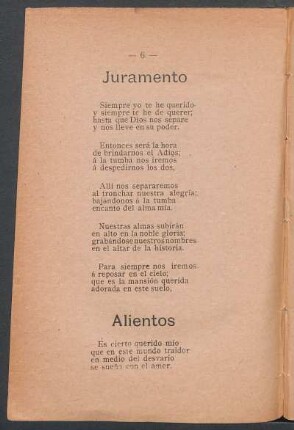 — 6 —
Juramento
Siempre yo te he querido
y siempre te he de querer;
hasta que Dios nos separe
y nos lleve en su poder.
Entonces será la hora
de brindarnos el Adios;
á la tumba nos iremos
á despedirnos los dos.
Allí nos separaremos
al tronchar nuestra alegria;
bajándonos á la tumba
encanto del alma mia.
Nuestras almas subirán
en alto en la noble gloria;
grabándose nuestros nombres
en el altar de la historia.
Para siempre nos iremos
á reposar en el cielo;
que es la mansión querida
adorada en este suelo.
Alientos
Es cierto querido mio
que en este mundo traidor
en medio del desvario
se sueña con el amor.